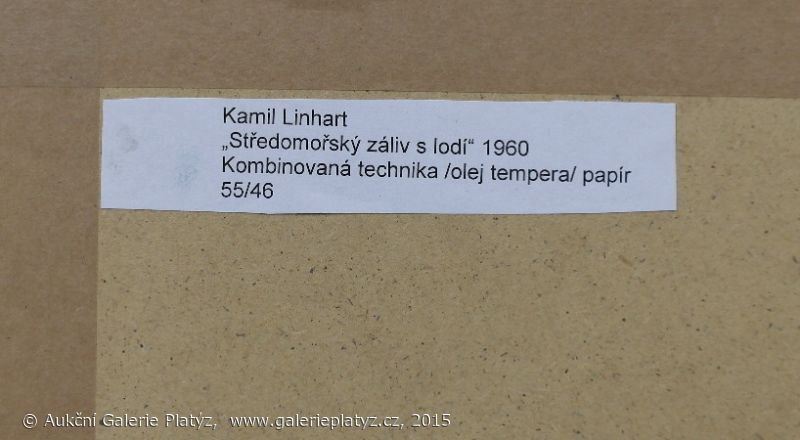 Kamil Linhart
„Středomořský záliv s lodí“ 1960
Kombinovaná technika /olej tempera/ papír
55/46
© Aukční Galerie Platýz, www.galerieplatyz.cz, 2015